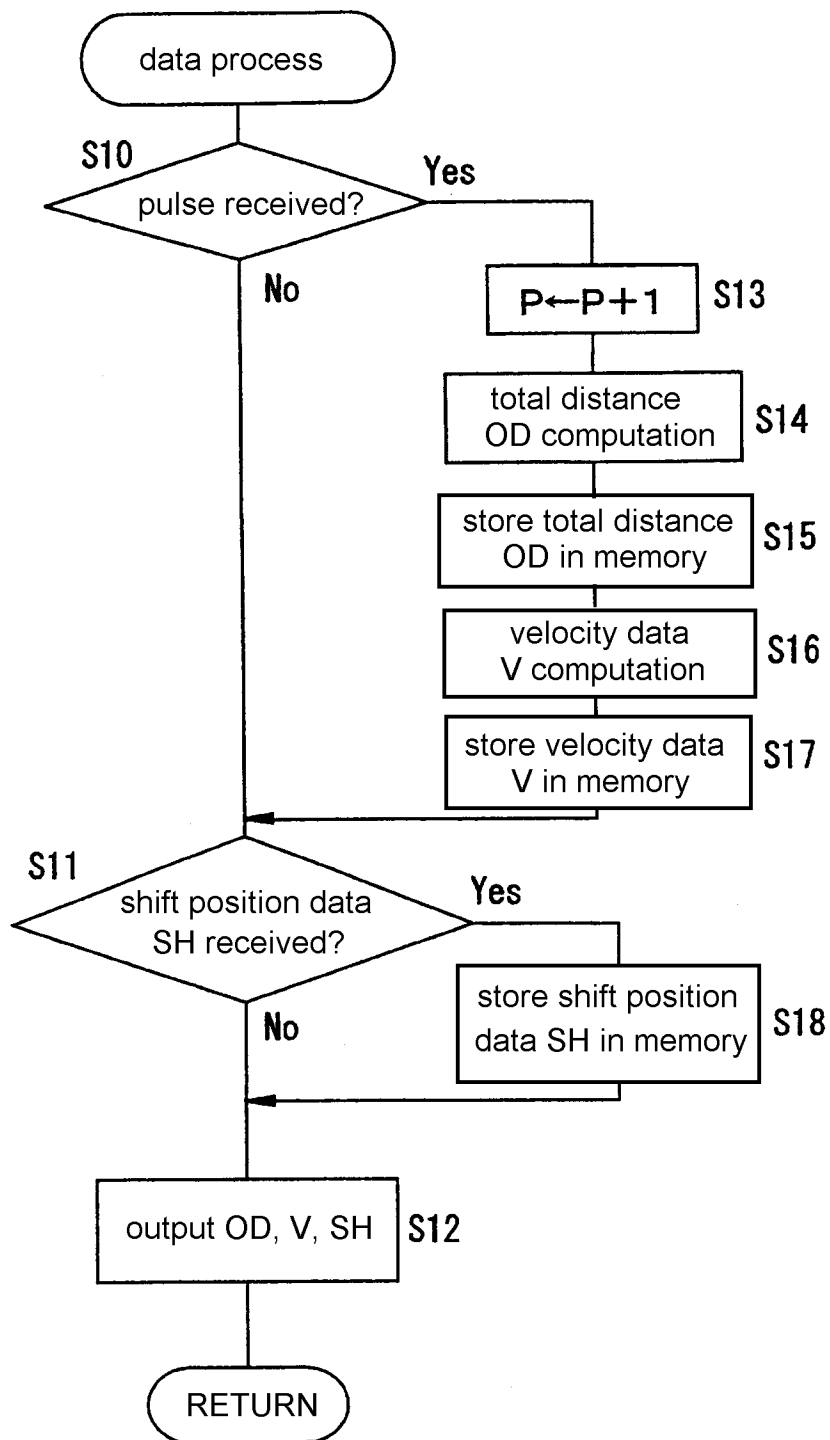 data process
S10
pulse received?
Yes
No
P←P+1
S13
total distance
OD computation
S14
store total distance
OD in memory
S15
velocity data
V computation
S16
store velocity data
V in memory
S17
S11
shift position data
SH received?
Yes
No
store shift position
data SH in memory
S18
output OD, V, SH
S12
RETURN